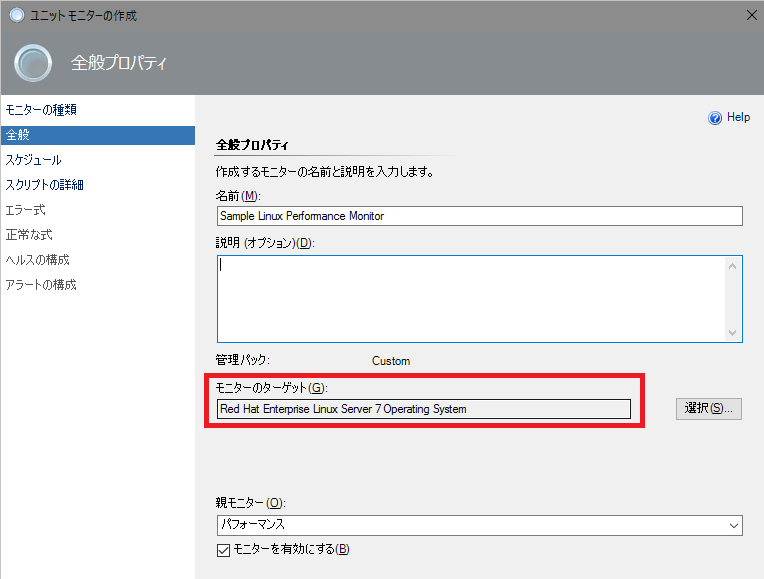 ユニット モニターの作成
全般プロパティ
モニターの種類
全般
スケジュール
スクリプトの詳細
エラー式
正常な式
ヘルスの構成
アラートの構成
Help
全般プロパティ
作成するモニターの名前と説明を入力します。
名前(M):
Sample Linux Performance Monitor
説明 (オプション)(D):
管理パック: Custom
モニターのターゲット(G):
Red Hat Enterprise Linux Server 7 Operating System
選択(S)...
親モニター(O):
パフォーマンス
モニターを有効にする(B)